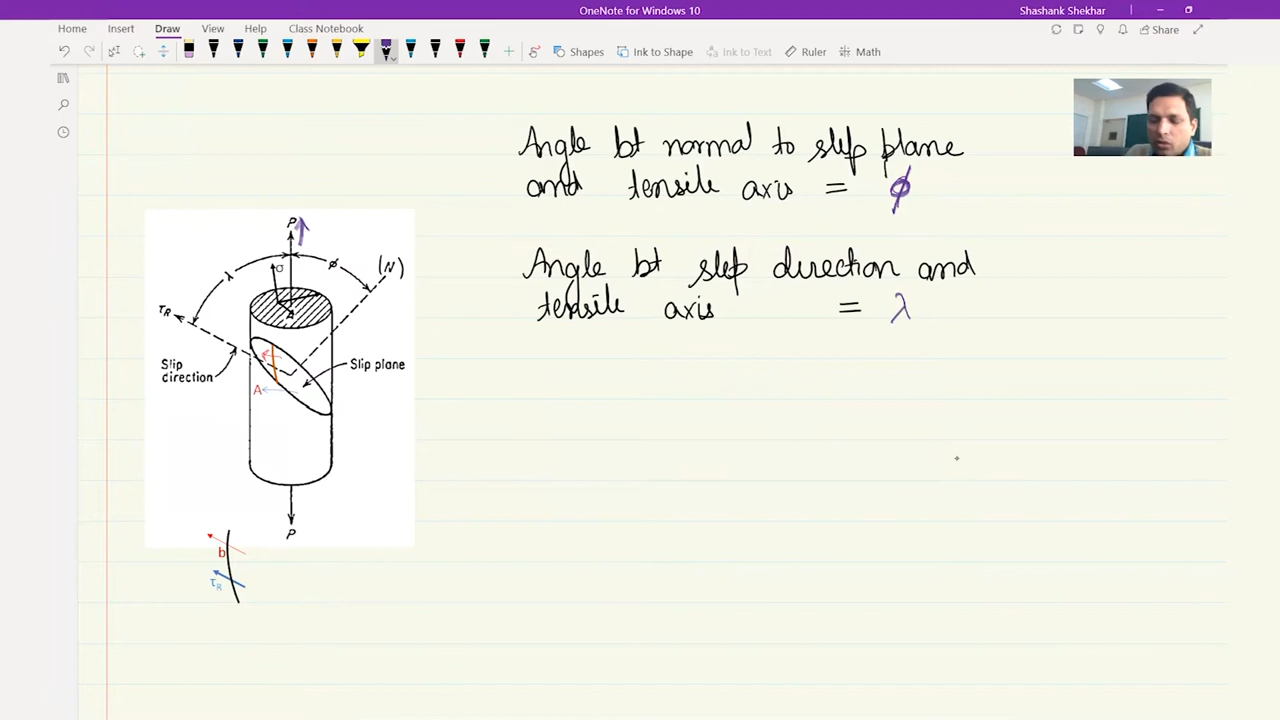 OneNote for Windows 10
Shashank Shekhar
Home Insert Draw View Help Class Notebook
Share
Shapes Ink to Shape Ink to Text Ruler Math
Angle bt normal to slip plane
and tensile axis = ϕ
Angle bt slip direction and
tensile axis = λ
P
λ
ϕ
(N)
σ
τR
Slip
direction
Slip plane
A
P
b
τR